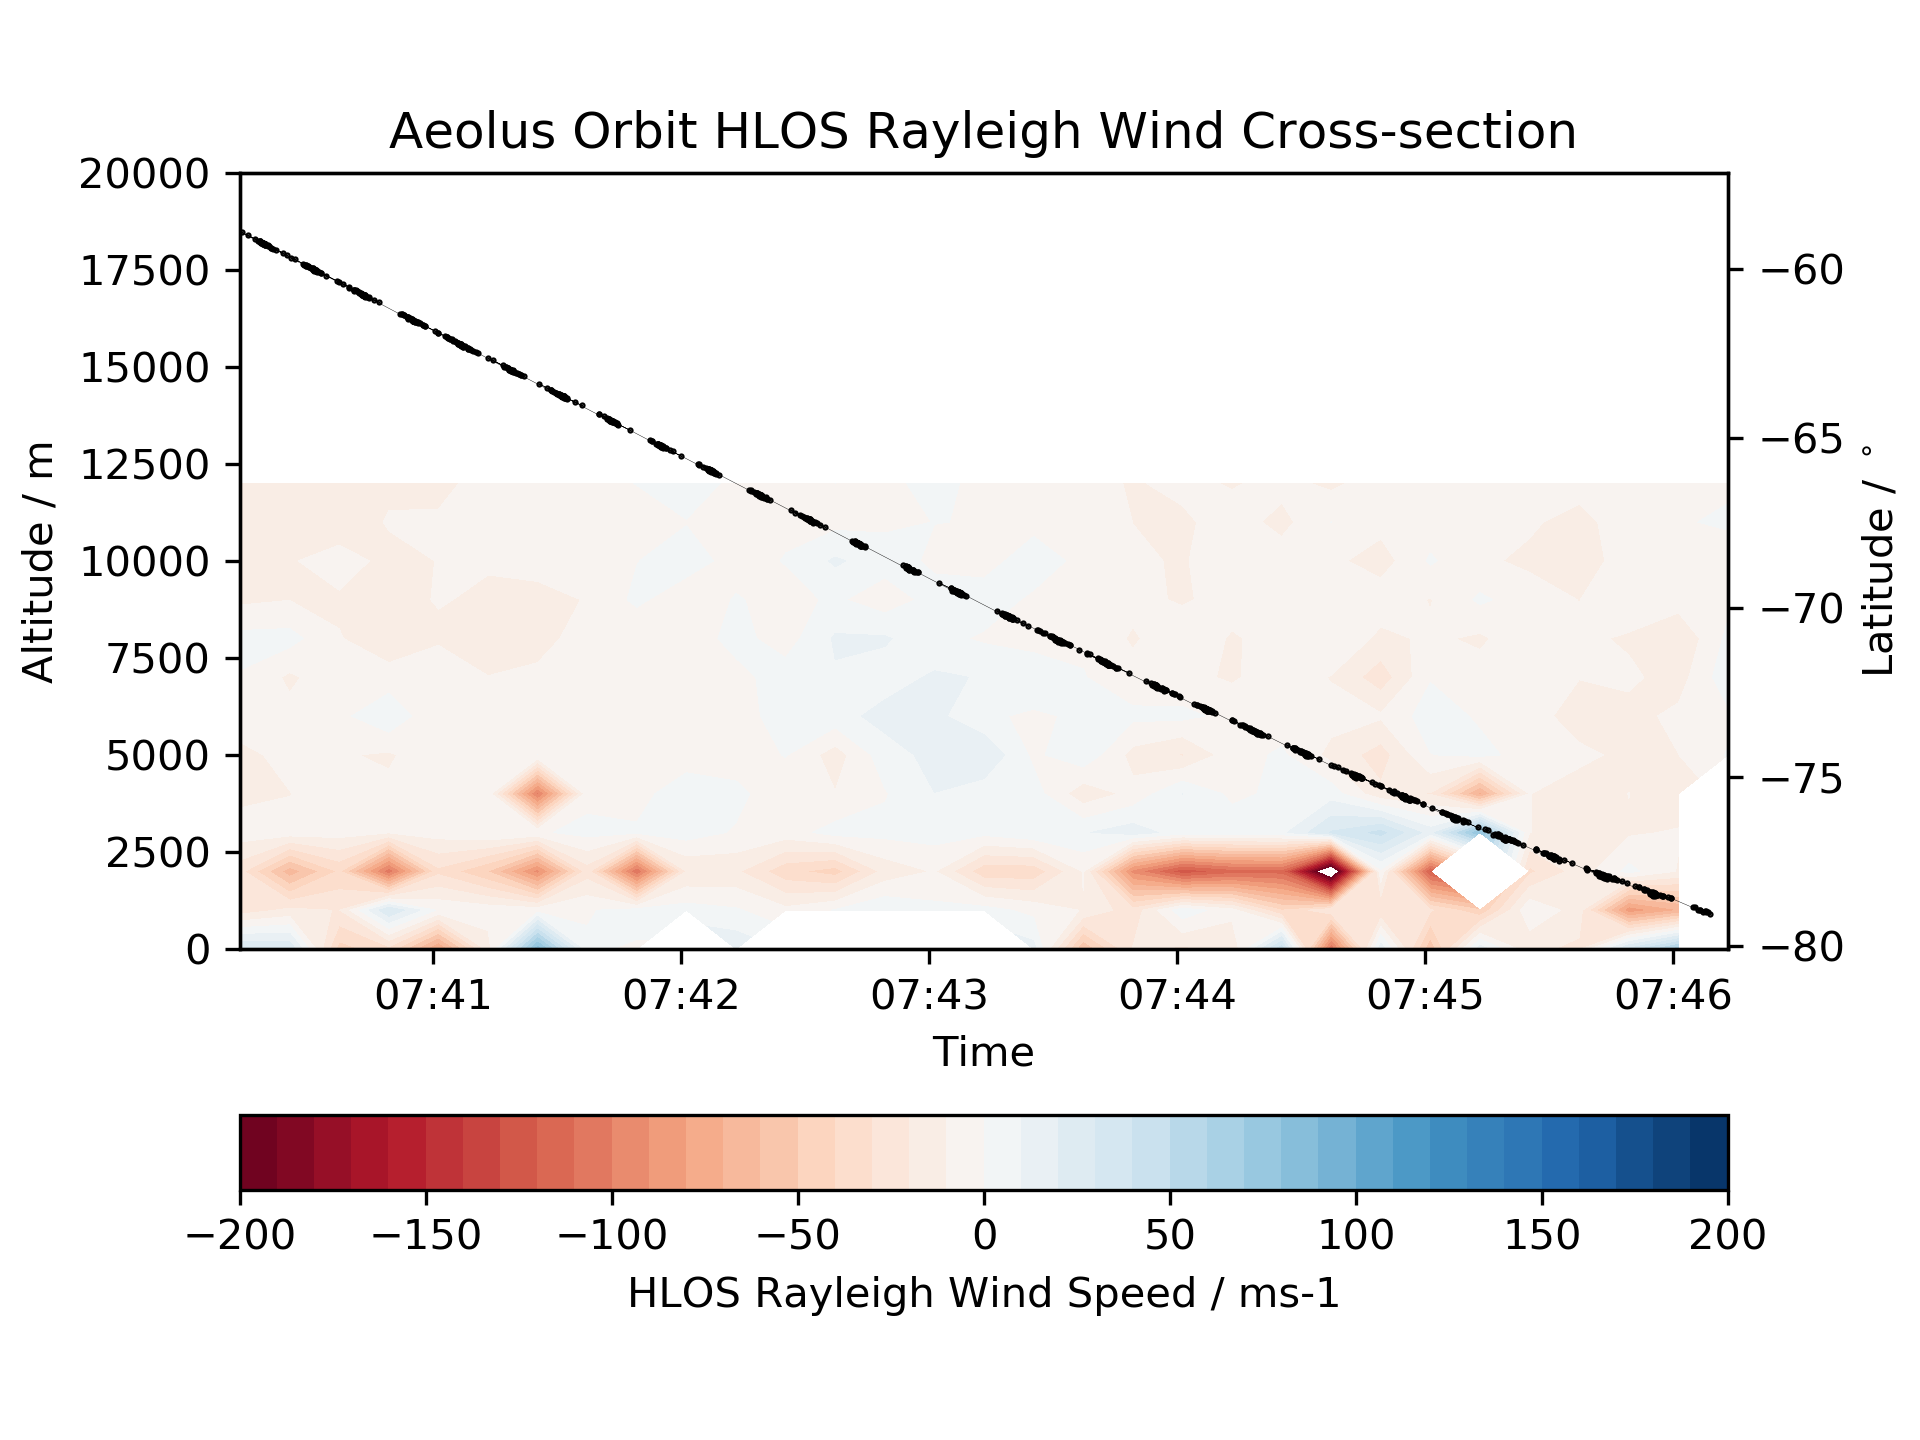 Aeolus Orbit HLOS Rayleigh Wind Cross-section
20000
17500
15000
12500
10000
7500
5000
2500
0
Altitude / m
−60
−65
−70
−75
−80
Latitude / °
07:41 07:42 07:43 07:44 07:45 07:46
Time
−200 −150 −100 −50 0 50 100 150 200
HLOS Rayleigh Wind Speed / ms-1